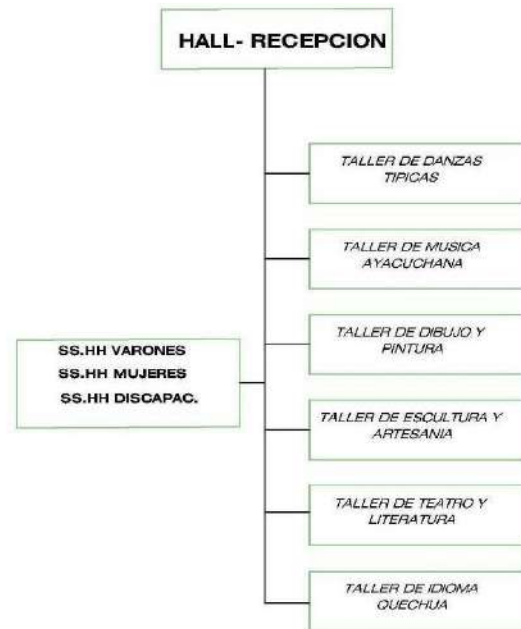 HALL- RECEPCION
TALLER DE DANZAS
TIPICAS
TALLER DE MUSICA
AYACUCHANA
TALLER DE DIBUJO Y
PINTURA
SS.HH VARONES
SS.HH MUJERES
SS.HH DISCAPAC.
TALLER DE ESCULTURA Y
ARTESANIA
TALLER DE TEATRO Y
LITERATURA
TALLER DE IDIOMA
QUECHUA